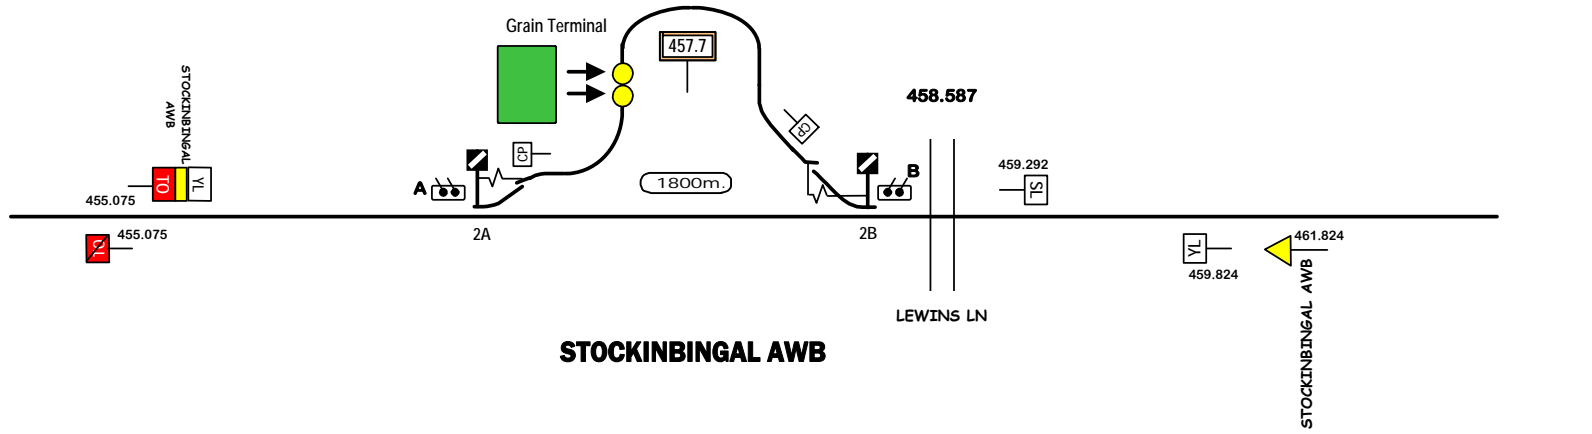 Grain Terminal
457.7
458.587
STOCKINBINGAL
AWB
CP
CP
A
B
TO
YL
1800m.
459.292
SL
455.075
455.075
2A
2B
YL
461.824
459.824
LEWINS LN
STOCKINBINGAL AWB
STOCKINBINGAL AWB